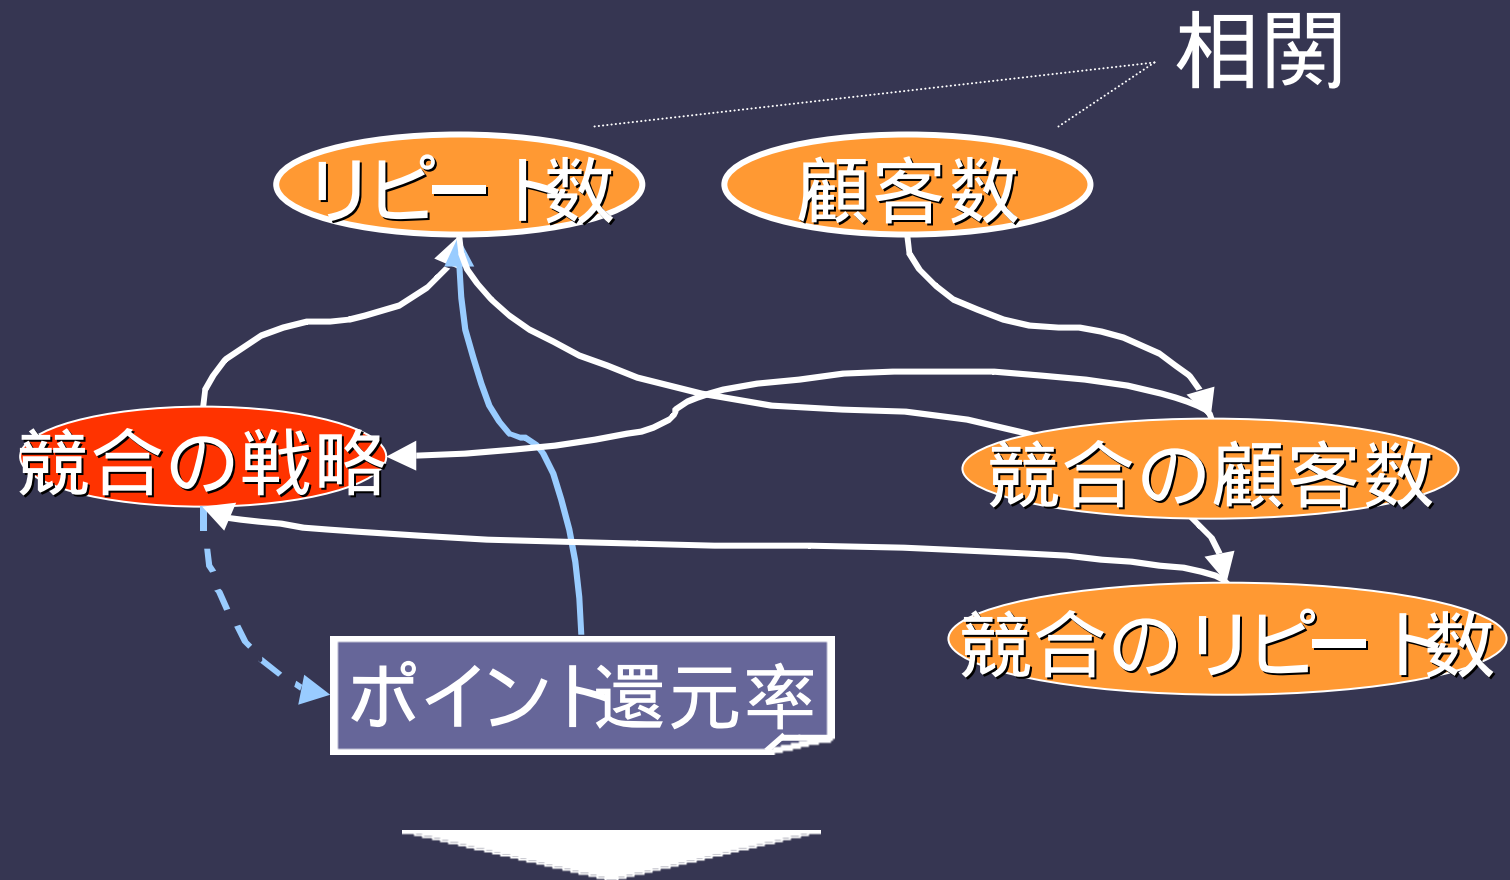 相関
リピート数
顧客数
競合の戦略
競合の顧客数
競合のリピート数
ポイント還元率